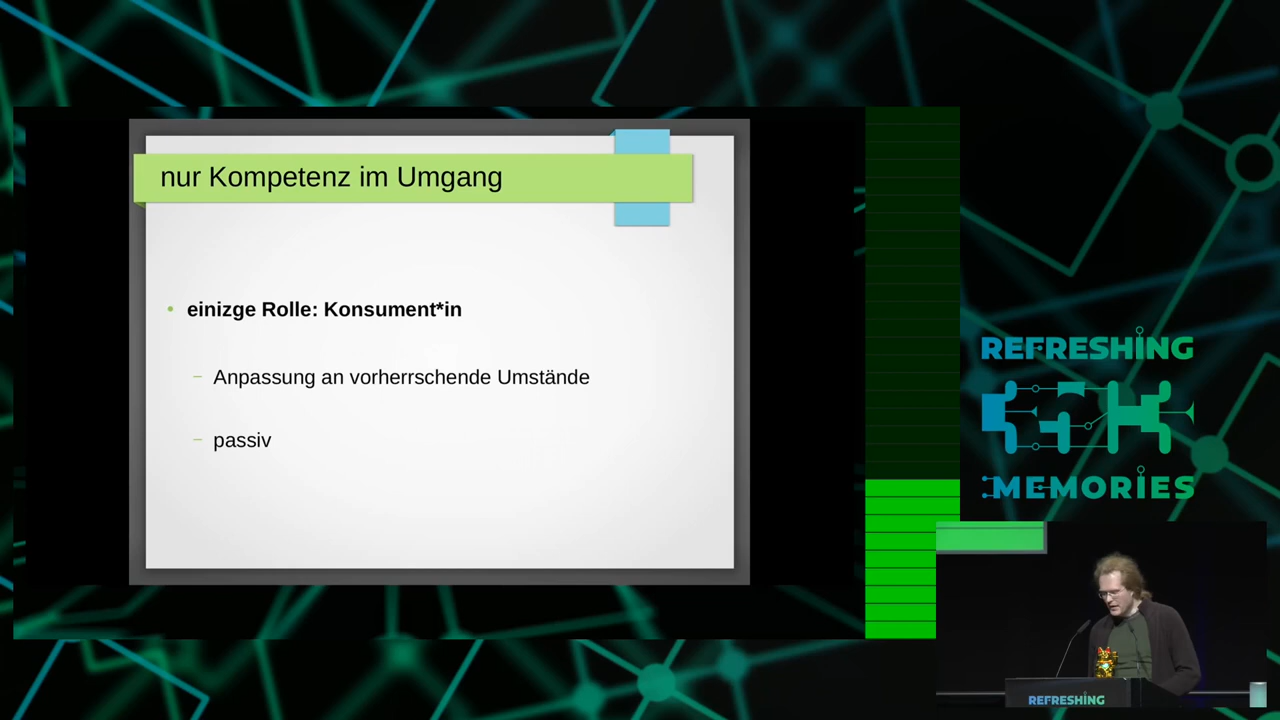 nur Kompetenz im Umgang
einizge Rolle: Konsument*in
Anpassung an vorherrschende Umstände
passiv
REFRESHING
MEMORIES
REFRESHING